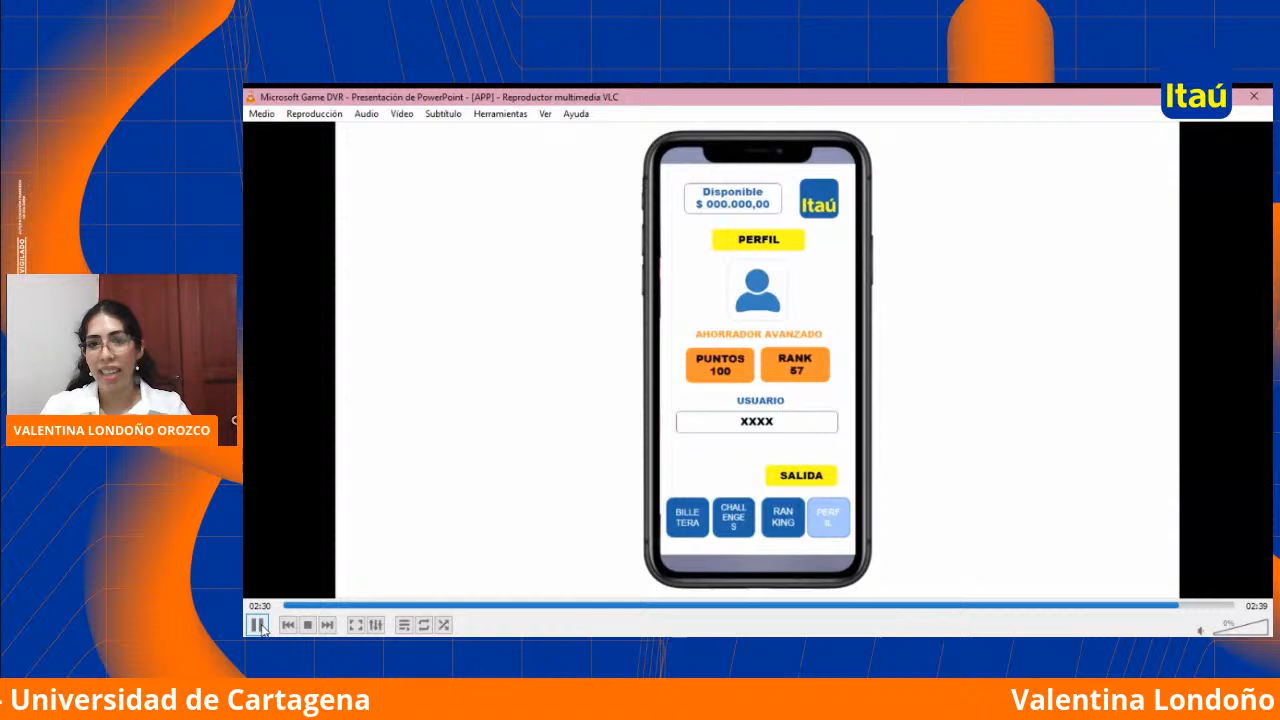 Itaú
Microsoft Game DVR - Presentación de PowerPoint - [APP] - Reproductor multimedia VLC
Medio Reproducción Audio Vídeo Subtítulo Herramientas Ver Ayuda
Disponible
$ 000.000,00
Itaú
PERFIL
AHORRADOR AVANZADO
PUNTOS
100
RANK
57
USUARIO
XXXX
SALIDA
BILLE
TERA
CHALL
ENGE
S
RAN
KING
PERF
IL
02:30
02:39
0%
VIGILADO
VALENTINA LONDOÑO OROZCO
- Universidad de Cartagena
Valentina Londoño